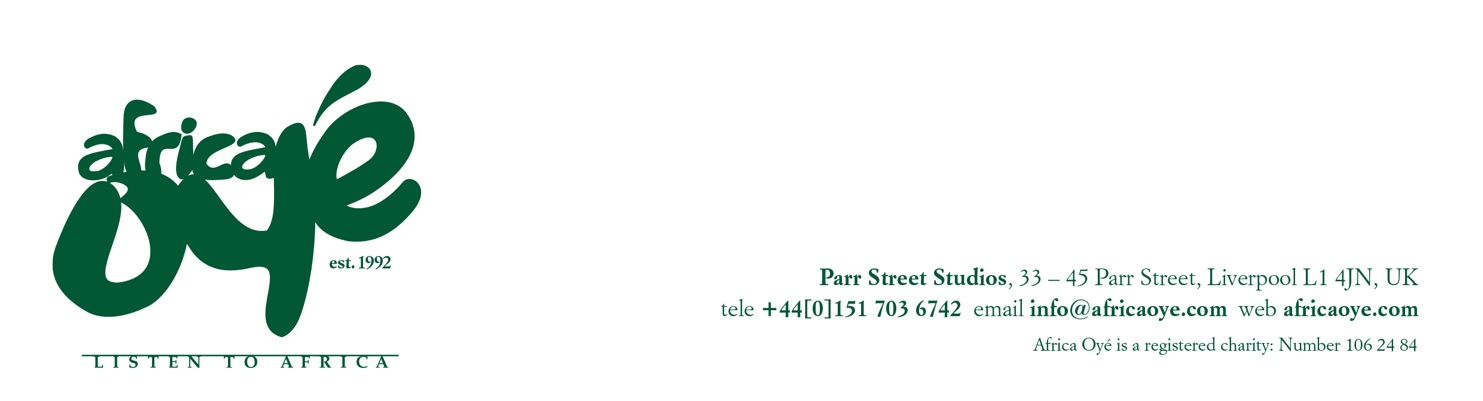 africa
oyé
est. 1992
LISTEN TO AFRICA
Parr Street Studios, 33 – 45 Parr Street, Liverpool L1 4JN, UK
tele +44[0]151 703 6742 email info@africaoye.com web africaoye.com
Africa Oyé is a registered charity: Number 106 24 84